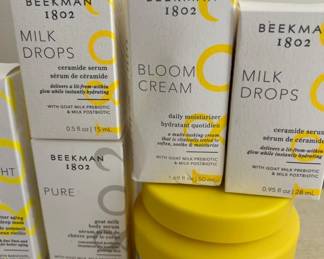 BEEKMAN
1802
MILK
DROPS
ceramide serum
sérum de céramide
delivers a lit-from-within
glow while instantly hydrating
WITH GOAT MILK PREBIOTIC
& MILK POSTBIOTIC
0.5 fl oz | 15 mL
BEEKMAN
1802
BLOOM
CREAM
daily moisturizer
hydratant quotidien
WITH GOAT MILK PREBIOTIC
& MILK POSTBIOTIC
BEEKMA
1802
MILK
DROPS
ceramide serum
sérum de cérami
delivers a lit-from-within
glow while instantly hydrating
WITH GOAT MILK PREBIOTIC
& MILK POSTBIOTIC
0.95 fl oz | 28 mL
HT
BEEKMAN
1802
PURE
goat milk
body serum